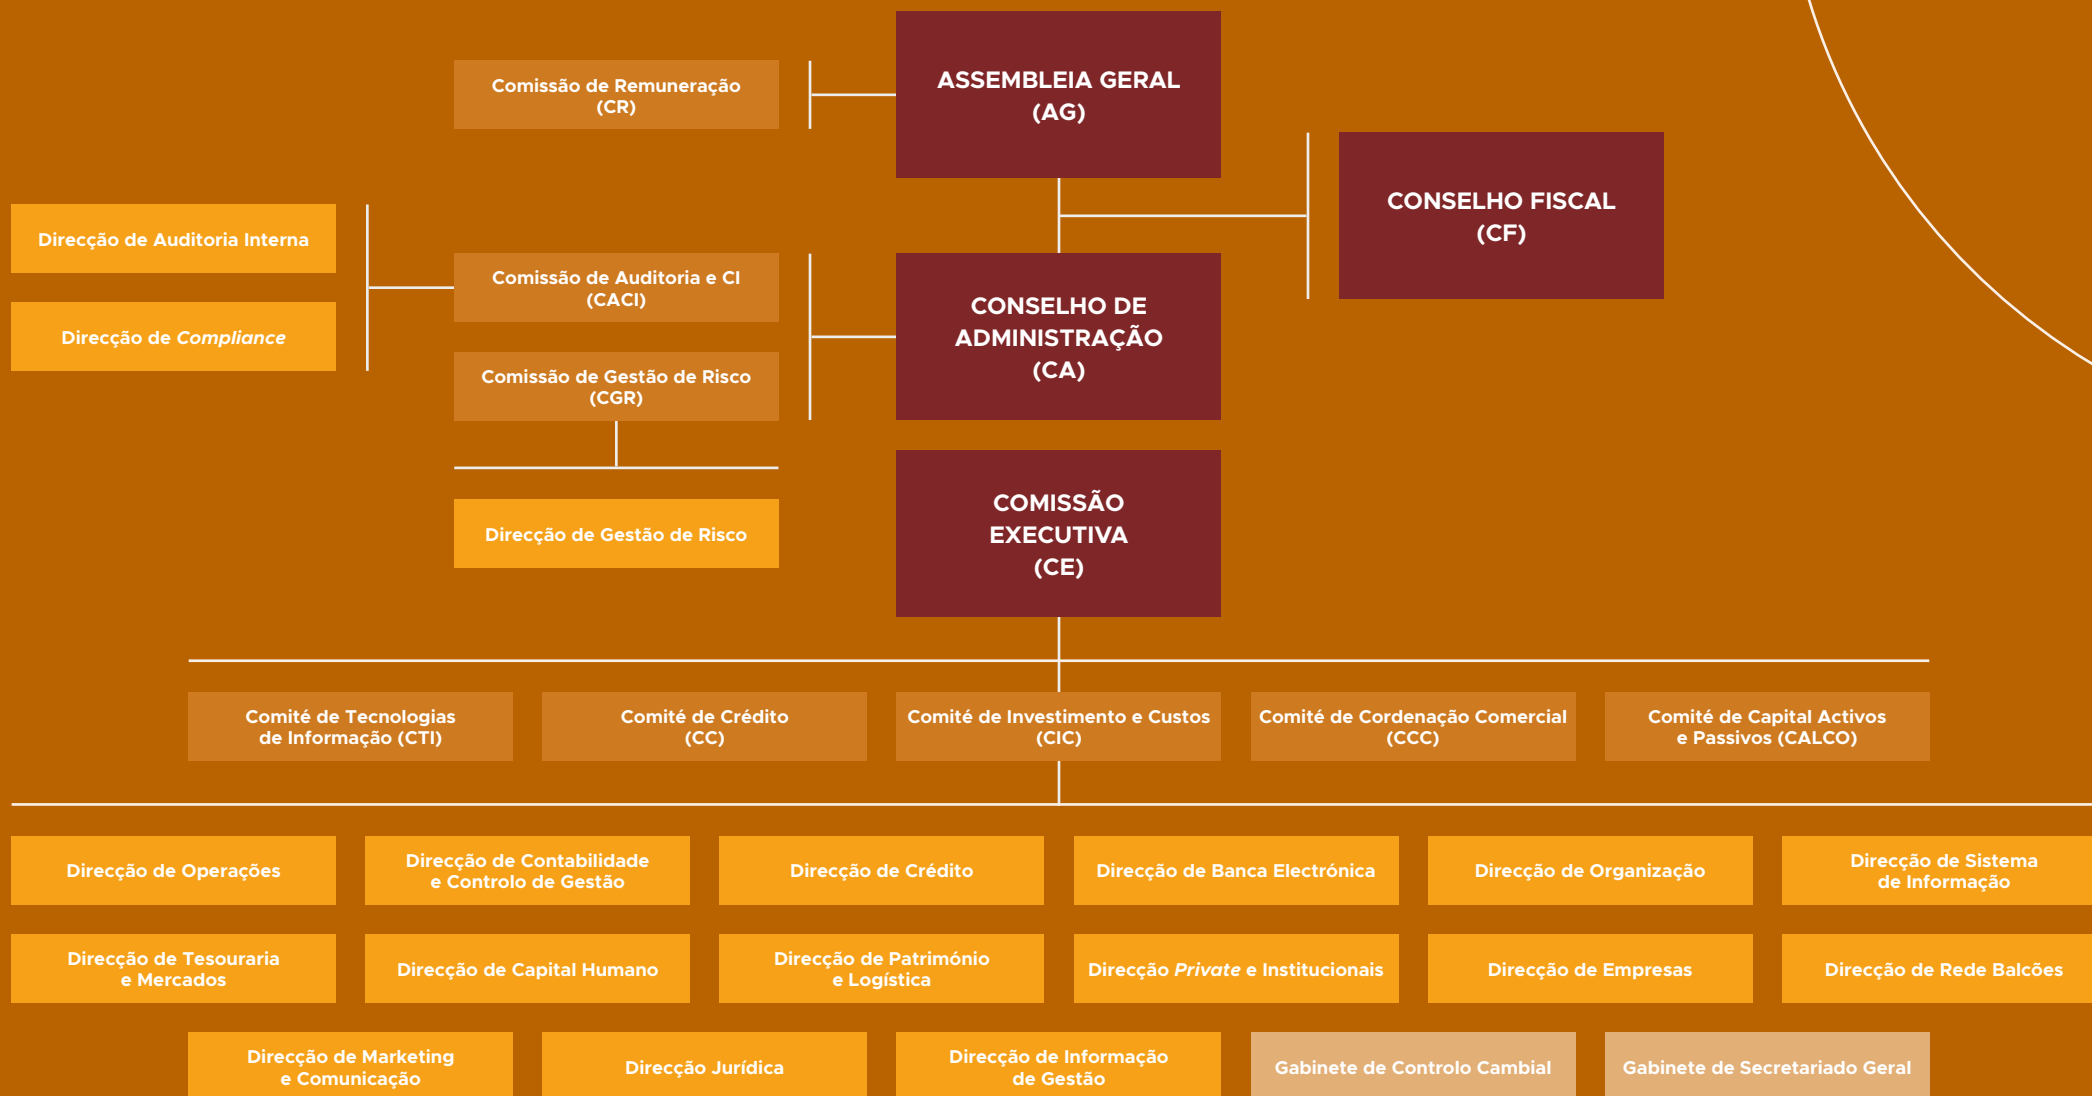 ASSEMBLEIA GERAL
(AG)
Comissão de Remuneração
(CR)
CONSELHO FISCAL
(CF)
Direcção de Auditoria Interna
Direcção de Compliance
Comissão de Auditoria e CI
(CACI)
Comissão de Gestão de Risco
(CGR)
CONSELHO DE
ADMINISTRAÇÃO
(CA)
Direcção de Gestão de Risco
COMISSÃO
EXECUTIVA
(CE)
Comité de Tecnologias
de Informação (CTI)
Comité de Crédito
(CC)
Comité de Investimento e Custos
(CIC)
Comité de Cordenação Comercial
(CCC)
Comité de Capital Activos
e Passivos (CALCO)
Direcção de Operações
Direcção de Contabilidade
e Controlo de Gestão
Direcção de Crédito
Direcção de Banca Electrónica
Direcção de Organização
Direcção de Sistema
de Informação
Direcção de Tesouraria
e Mercados
Direcção de Capital Humano
Direcção de Património
e Logística
Direcção Private e Institucionais
Direcção de Empresas
Direcção de Rede Balcões
Direcção de Marketing
e Comunicação
Direcção Jurídica
Direcção de Informação
de Gestão
Gabinete de Controlo Cambial
Gabinete de Secretariado Geral